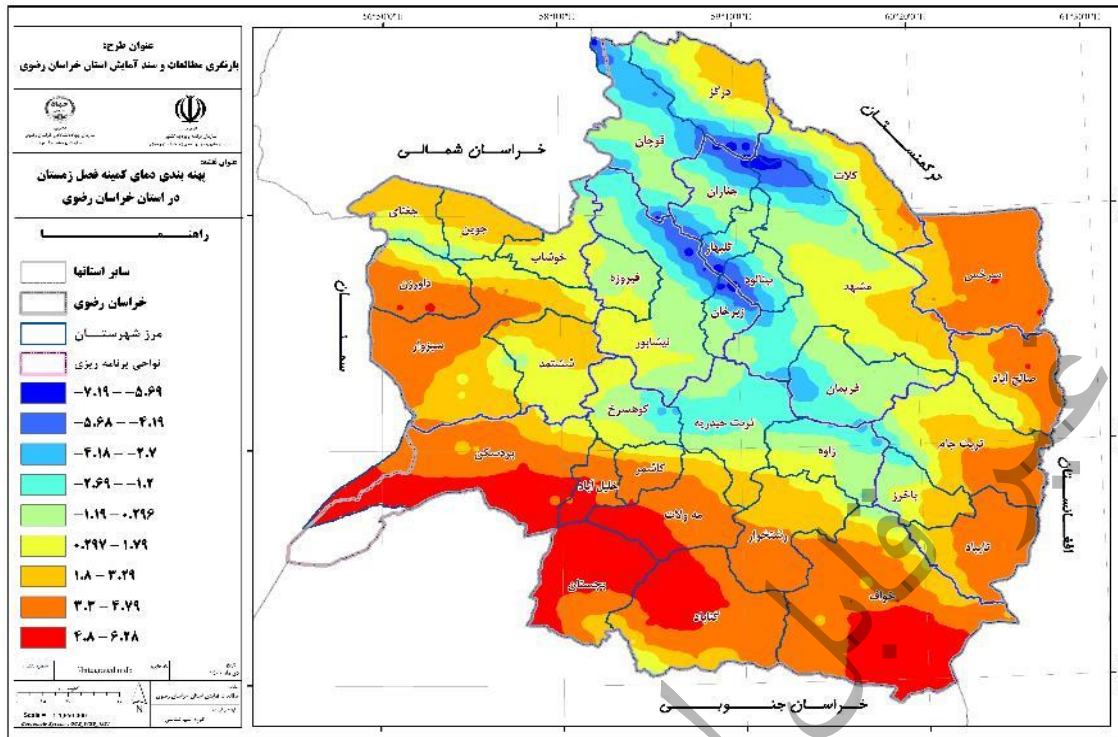 عنوان طرح:
بازنگری مطالعات و سند آمایش استان خراسان رضوی
عنوان نقشه:
پهنه بندی دمای کمینه فصل زمستان
در استان خراسان رضوی
راهنما
سایر استانها
خراسان رضوی
مرز شهرستان
نواحی برنامه ریزی
-۷.۱۹ - -۵.۶۹
-۵.۶۸ - -۴.۱۹
-۴.۱۸ - -۲.۷
-۲.۶۹ - -۱.۲
-۱.۱۹ - ۰.۲۹۶
۰.۲۹۷ - ۱.۷۹
۱.۸ - ۳.۲۹
۳.۳ - ۴.۷۹
۴.۸ - ۶.۲۸
N
خراسان شمالی
ترکمنستان
سمنان
افغانستان
خراسان جنوبی
درگز
قوچان
کلات
چناران
جغتای
جوین
گلبهار
خوشاب
فیروزه
بینالود
مشهد
سرخس
داورزن
زبرخان
سبزوار
نیشابور
ششتمد
فریمان
صالح آباد
کوهسرخ
تربت حیدریه
تربت جام
زاوه
بردسکن
کاشمر
خلیل آباد
باخرز
مه ولات
رشتخوار
تایباد
بجستان
گناباد
خواف
غیر قابل